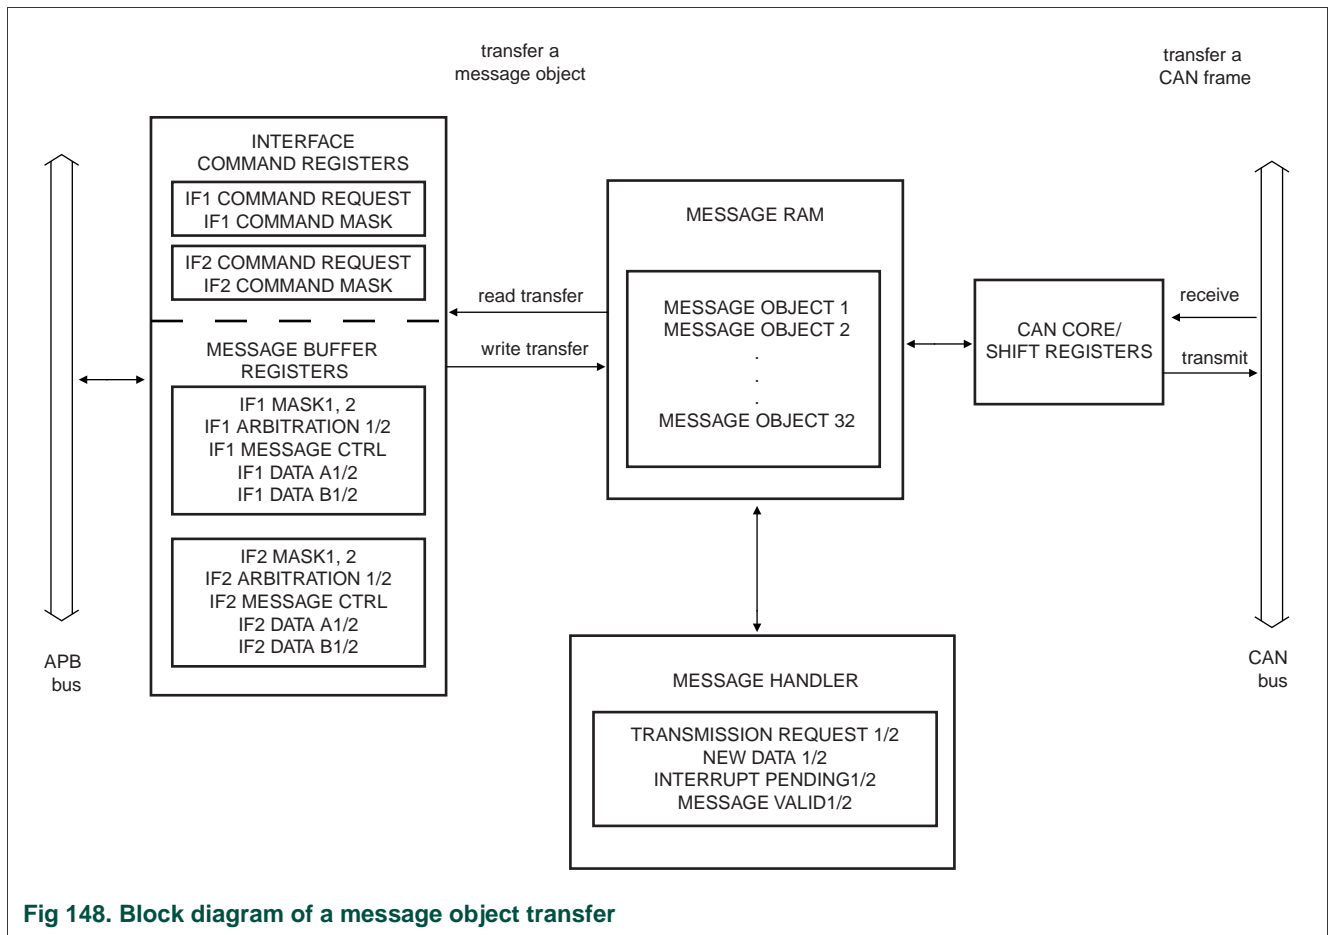 transfer a
message object
transfer a
CAN frame
INTERFACE
COMMAND REGISTERS
IF1 COMMAND REQUEST
IF1 COMMAND MASK
IF2 COMMAND REQUEST
IF2 COMMAND MASK
MESSAGE BUFFER
REGISTERS
IF1 MASK1, 2
IF1 ARBITRATION 1/2
IF1 MESSAGE CTRL
IF1 DATA A1/2
IF1 DATA B1/2
IF2 MASK1, 2
IF2 ARBITRATION 1/2
IF2 MESSAGE CTRL
IF2 DATA A1/2
IF2 DATA B1/2
APB
bus
read transfer
write transfer
MESSAGE RAM
MESSAGE OBJECT 1
MESSAGE OBJECT 2
.
.
.
MESSAGE OBJECT 32
CAN CORE/
SHIFT REGISTERS
receive
transmit
CAN
bus
MESSAGE HANDLER
TRANSMISSION REQUEST 1/2
NEW DATA 1/2
INTERRUPT PENDING1/2
MESSAGE VALID1/2
Fig 148. Block diagram of a message object transfer